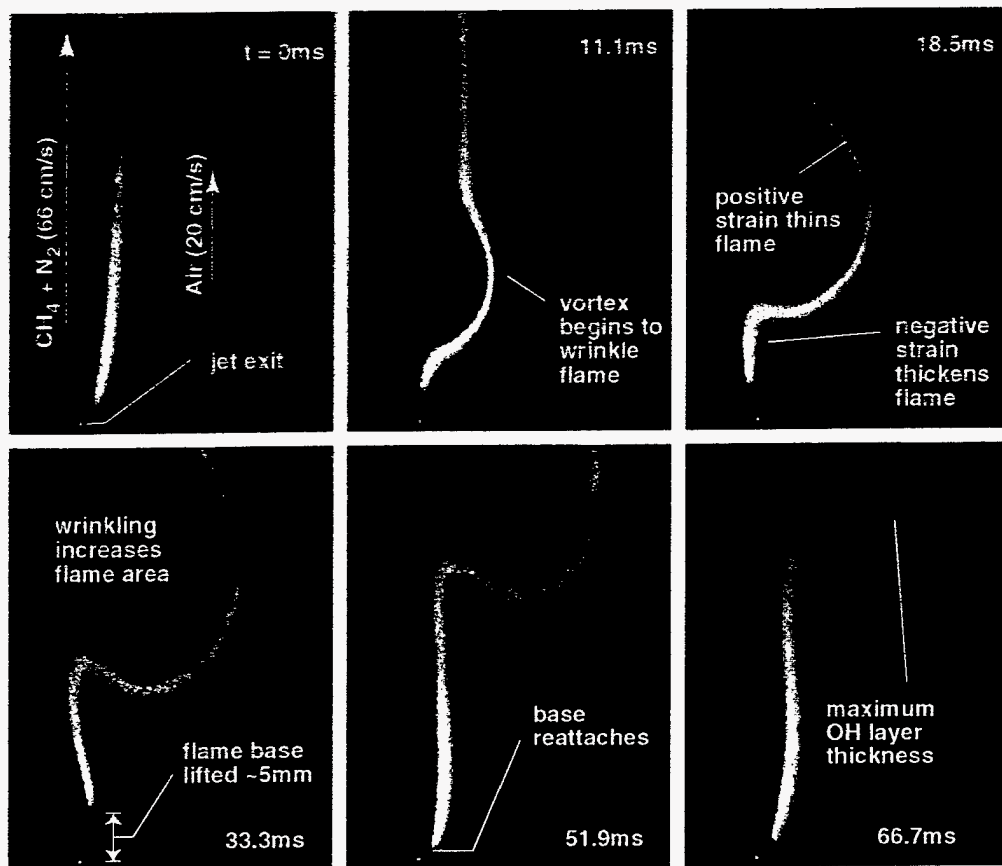 t = 0ms
CH₄ + N₂ (66 cm/s)
Air (20 cm/s)
jet exit
11.1ms
vortex
begins to
wrinkle
flame
18.5ms
positive
strain thins
flame
negative
strain
thickens
flame
wrinkling
increases
flame area
flame base
lifted ~5mm
33.3ms
base
reattaches
51.9ms
maximum
OH layer
thickness
66.7ms